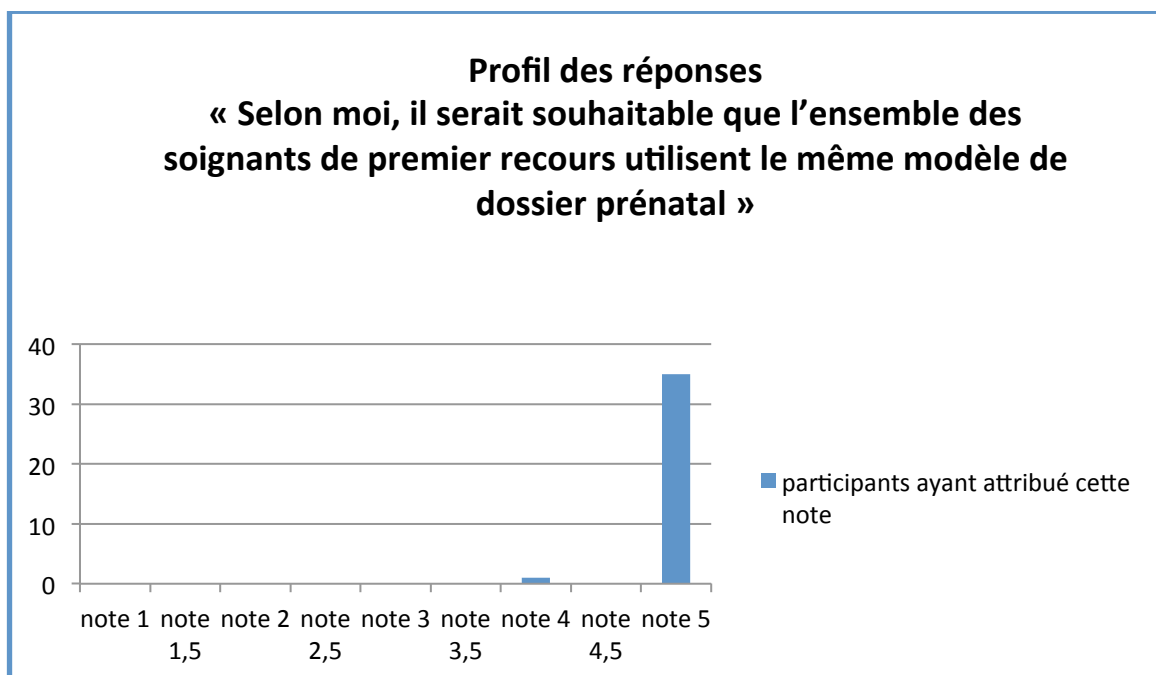 Profil des réponses
« Selon moi, il serait souhaitable que l’ensemble des
soignants de premier recours utilisent le même modèle de
dossier prénatal »
40
30
20
10
0
note 1 note 1,5 note 2 note 2,5 note 3 note 3,5 note 4 note 4,5 note 5
participants ayant attribué cette
note